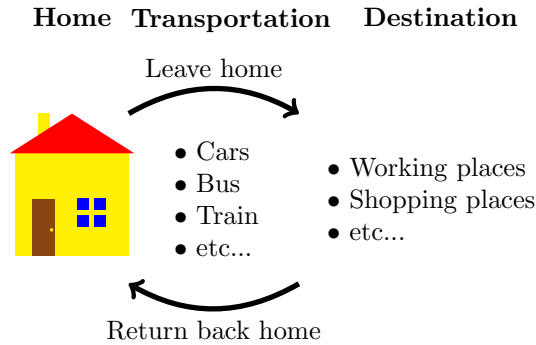 Home Transportation Destination
Leave home
• Cars
• Bus
• Train
• etc...
• Working places
• Shopping places
• etc...
Return back home